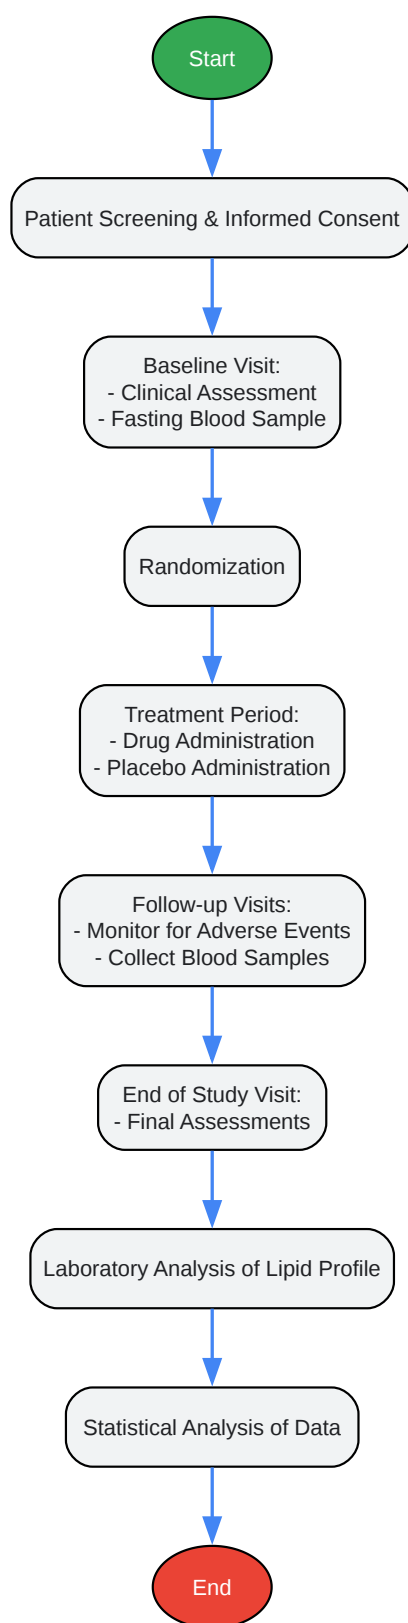 Start
Patient Screening & Informed Consent
Baseline Visit:
- Clinical Assessment
- Fasting Blood Sample
Randomization
Treatment Period:
- Drug Administration
- Placebo Administration
Follow-up Visits:
- Monitor for Adverse Events
- Collect Blood Samples
End of Study Visit:
- Final Assessments
Laboratory Analysis of Lipid Profile
Statistical Analysis of Data
End